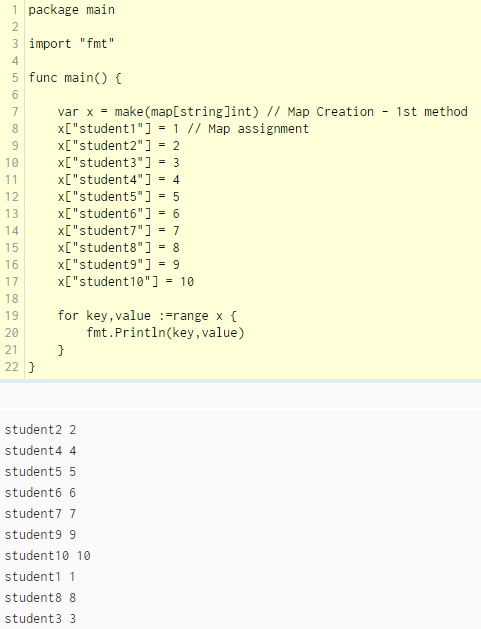 1 package main
2
3 import "fmt"
4
5 func main() {
6
7     var x = make(map[string]int) // Map Creation - 1st method
8     x["student1"] = 1 // Map assignment
9     x["student2"] = 2
10     x["student3"] = 3
11     x["student4"] = 4
12     x["student5"] = 5
13     x["student6"] = 6
14     x["student7"] = 7
15     x["student8"] = 8
16     x["student9"] = 9
17     x["student10"] = 10
18
19     for key,value :=range x {
20         fmt.Println(key,value)
21     }
22 }
student2 2
student4 4
student5 5
student6 6
student7 7
student9 9
student10 10
student1 1
student8 8
student3 3